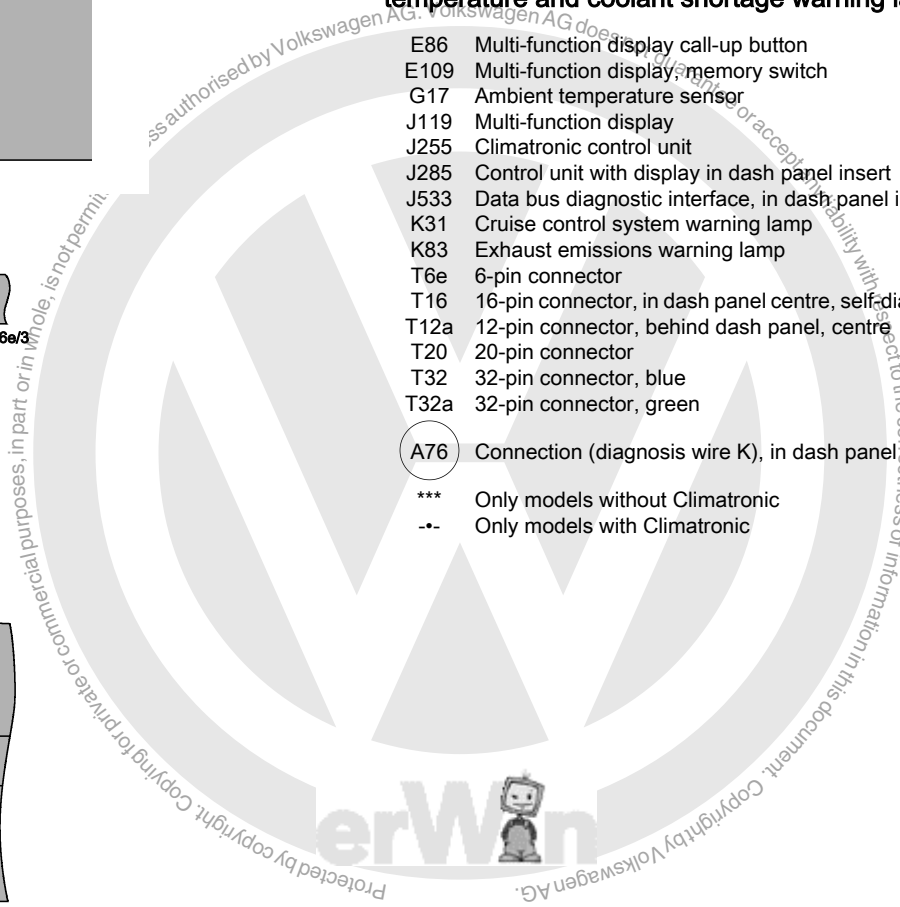 temperature and coolant shortage warning
E86 Multi-function display call-up button
E109 Multi-function display, memory switch
G17 Ambient temperature sensor
J119 Multi-function display
J255 Climatronic control unit
J285 Control unit with display in dash panel insert
J533 Data bus diagnostic interface, in dash panel
K31 Cruise control system warning lamp
K83 Exhaust emissions warning lamp
T6e 6-pin connector
T16 16-pin connector, in dash panel centre,
T12a 12-pin connector, behind dash panel, centre
T20 20-pin connector
T32 32-pin connector, blue
T32a 32-pin connector, green
A76 Connection (diagnosis wire K), in dash panel
*** Only models without Climatronic
-•- Only models with Climatronic
6e/3
erWin
Protected by copyright. Copying for private or commercial purposes, in part or in whole, is not
authorised by Volkswagen AG. Volkswagen AG does not guarantee or accept any liability with respect to the correctness of information in this document. Copyright by Volkswagen AG.